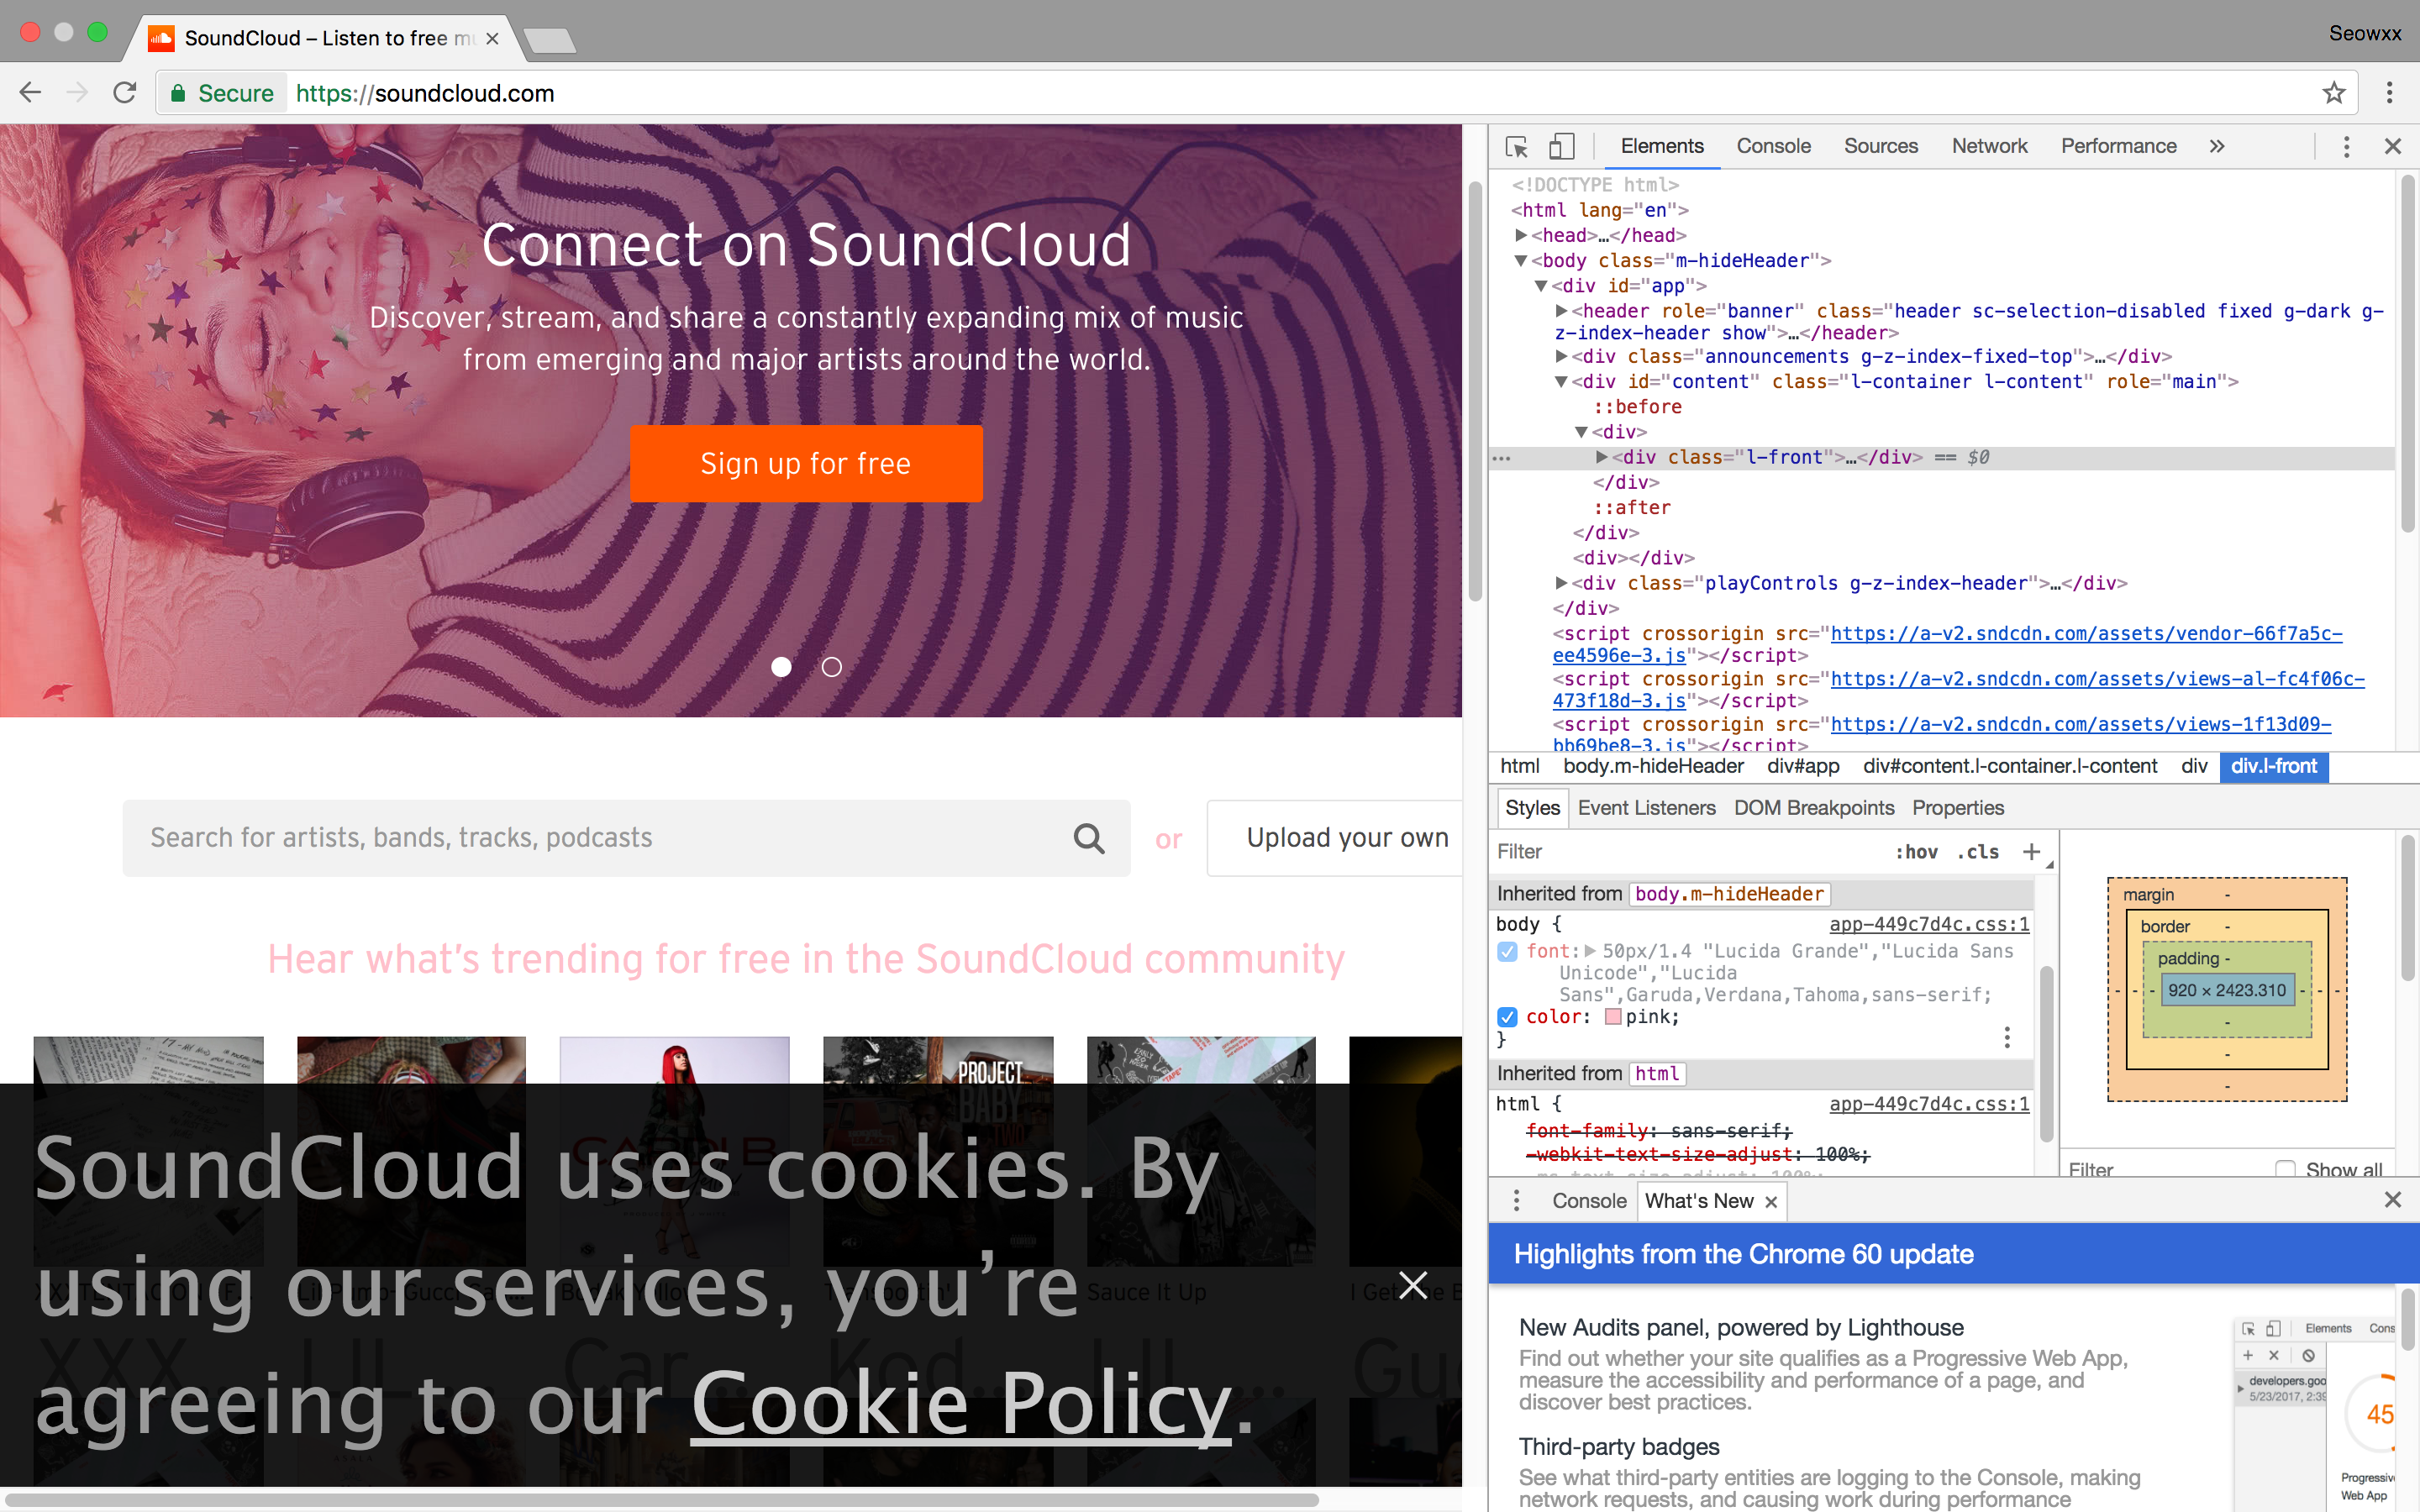 SoundCloud – Listen to free mu
Seowxx
Secure https://soundcloud.com
Connect on SoundCloud
Discover, stream, and share a constantly expanding mix of music
from emerging and major artists around the world.
Sign up for free
Search for artists, bands, tracks, podcasts
or
Upload your own
Hear what’s trending for free in the SoundCloud community
PROJECT
BABY
CARDI B
Sauce It Up
SoundCloud uses cookies. By
using our services, you’re
agreeing to our Cookie Policy.
Elements Console Sources Network Performance »
<!DOCTYPE html>
<html lang="en">
▶<head>…</head>
▼<body class="m-hideHeader">
▼<div id="app">
▶<header role="banner" class="header sc-selection-disabled fixed g-dark g-
z-index-header show">…</header>
▶<div class="announcements g-z-index-fixed-top">…</div>
▼<div id="content" class="l-container l-content" role="main">
::before
▼<div>
… ▶<div class="l-front">…</div> == $0
</div>
::after
</div>
<div></div>
▶<div class="playControls g-z-index-header">…</div>
</div>
<script crossorigin src="https://a-v2.sndcdn.com/assets/vendor-66f7a5c-
ee4596e-3.js"></script>
<script crossorigin src="https://a-v2.sndcdn.com/assets/views-al-fc4f06c-
473f18d-3.js"></script>
<script crossorigin src="https://a-v2.sndcdn.com/assets/views-1f13d09-
bb69be8-3.js"></script>
html body.m-hideHeader div#app div#content.l-container.l-content div div.l-front
Styles Event Listeners DOM Breakpoints Properties
Filter :hov .cls +
Inherited from body.m-hideHeader
body { app-449c7d4c.css:1
font:▶50px/1.4 "Lucida Grande","Lucida Sans
Unicode","Lucida
Sans",Garuda,Verdana,Tahoma,sans-serif;
color: pink;
}
Inherited from html
html { app-449c7d4c.css:1
font-family: sans-serif;
-webkit-text-size-adjust: 100%;
-ms-text-size-adjust: 100%;
margin -
border -
padding -
- - - 920 × 2423.310 - - -
-
-
-
Filter Show all
Console What's New ×
Highlights from the Chrome 60 update
New Audits panel, powered by Lighthouse
Find out whether your site qualifies as a Progressive Web App,
measure the accessibility and performance of a page, and
discover best practices.
Third-party badges
See what third-party entities are logging to the Console, making
network requests, and causing work during performance
Elements Cons
developers.goo
5/23/2017, 2:39
45
Progressiv
Web App